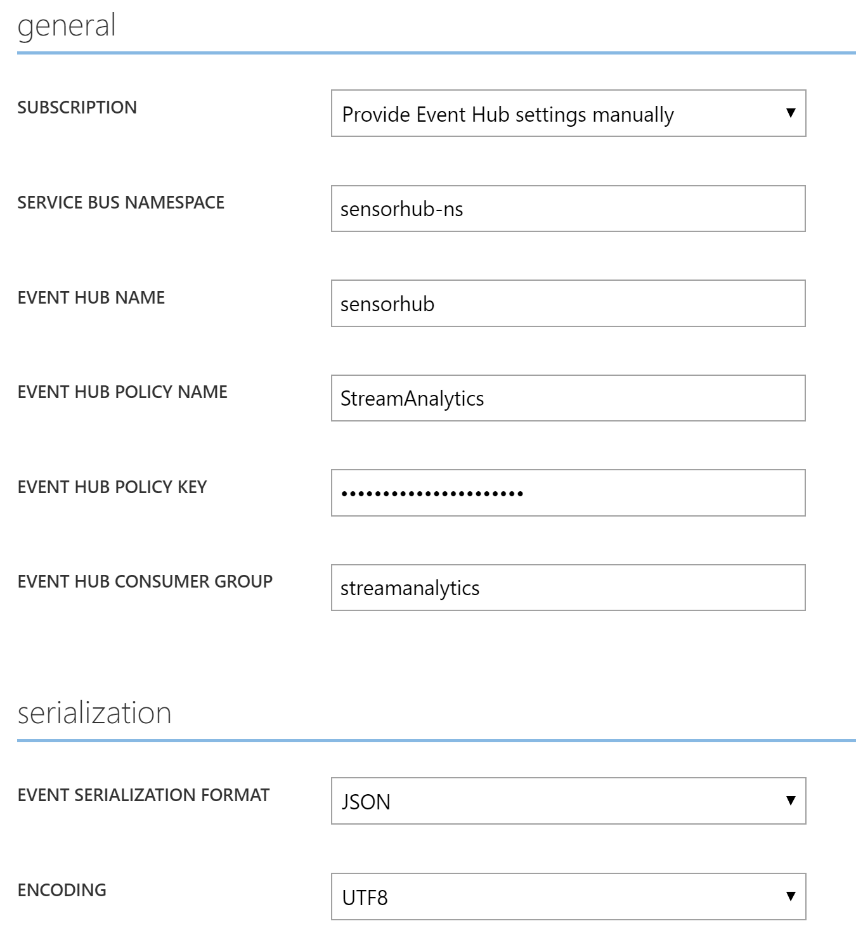 general
SUBSCRIPTION
Provide Event Hub settings manually
SERVICE BUS NAMESPACE
sensorhub-ns
EVENT HUB NAME
sensorhub
EVENT HUB POLICY NAME
StreamAnalytics
EVENT HUB POLICY KEY
••••••••••••••••••••••
EVENT HUB CONSUMER GROUP
streamanalytics
serialization
EVENT SERIALIZATION FORMAT
JSON
ENCODING
UTF8